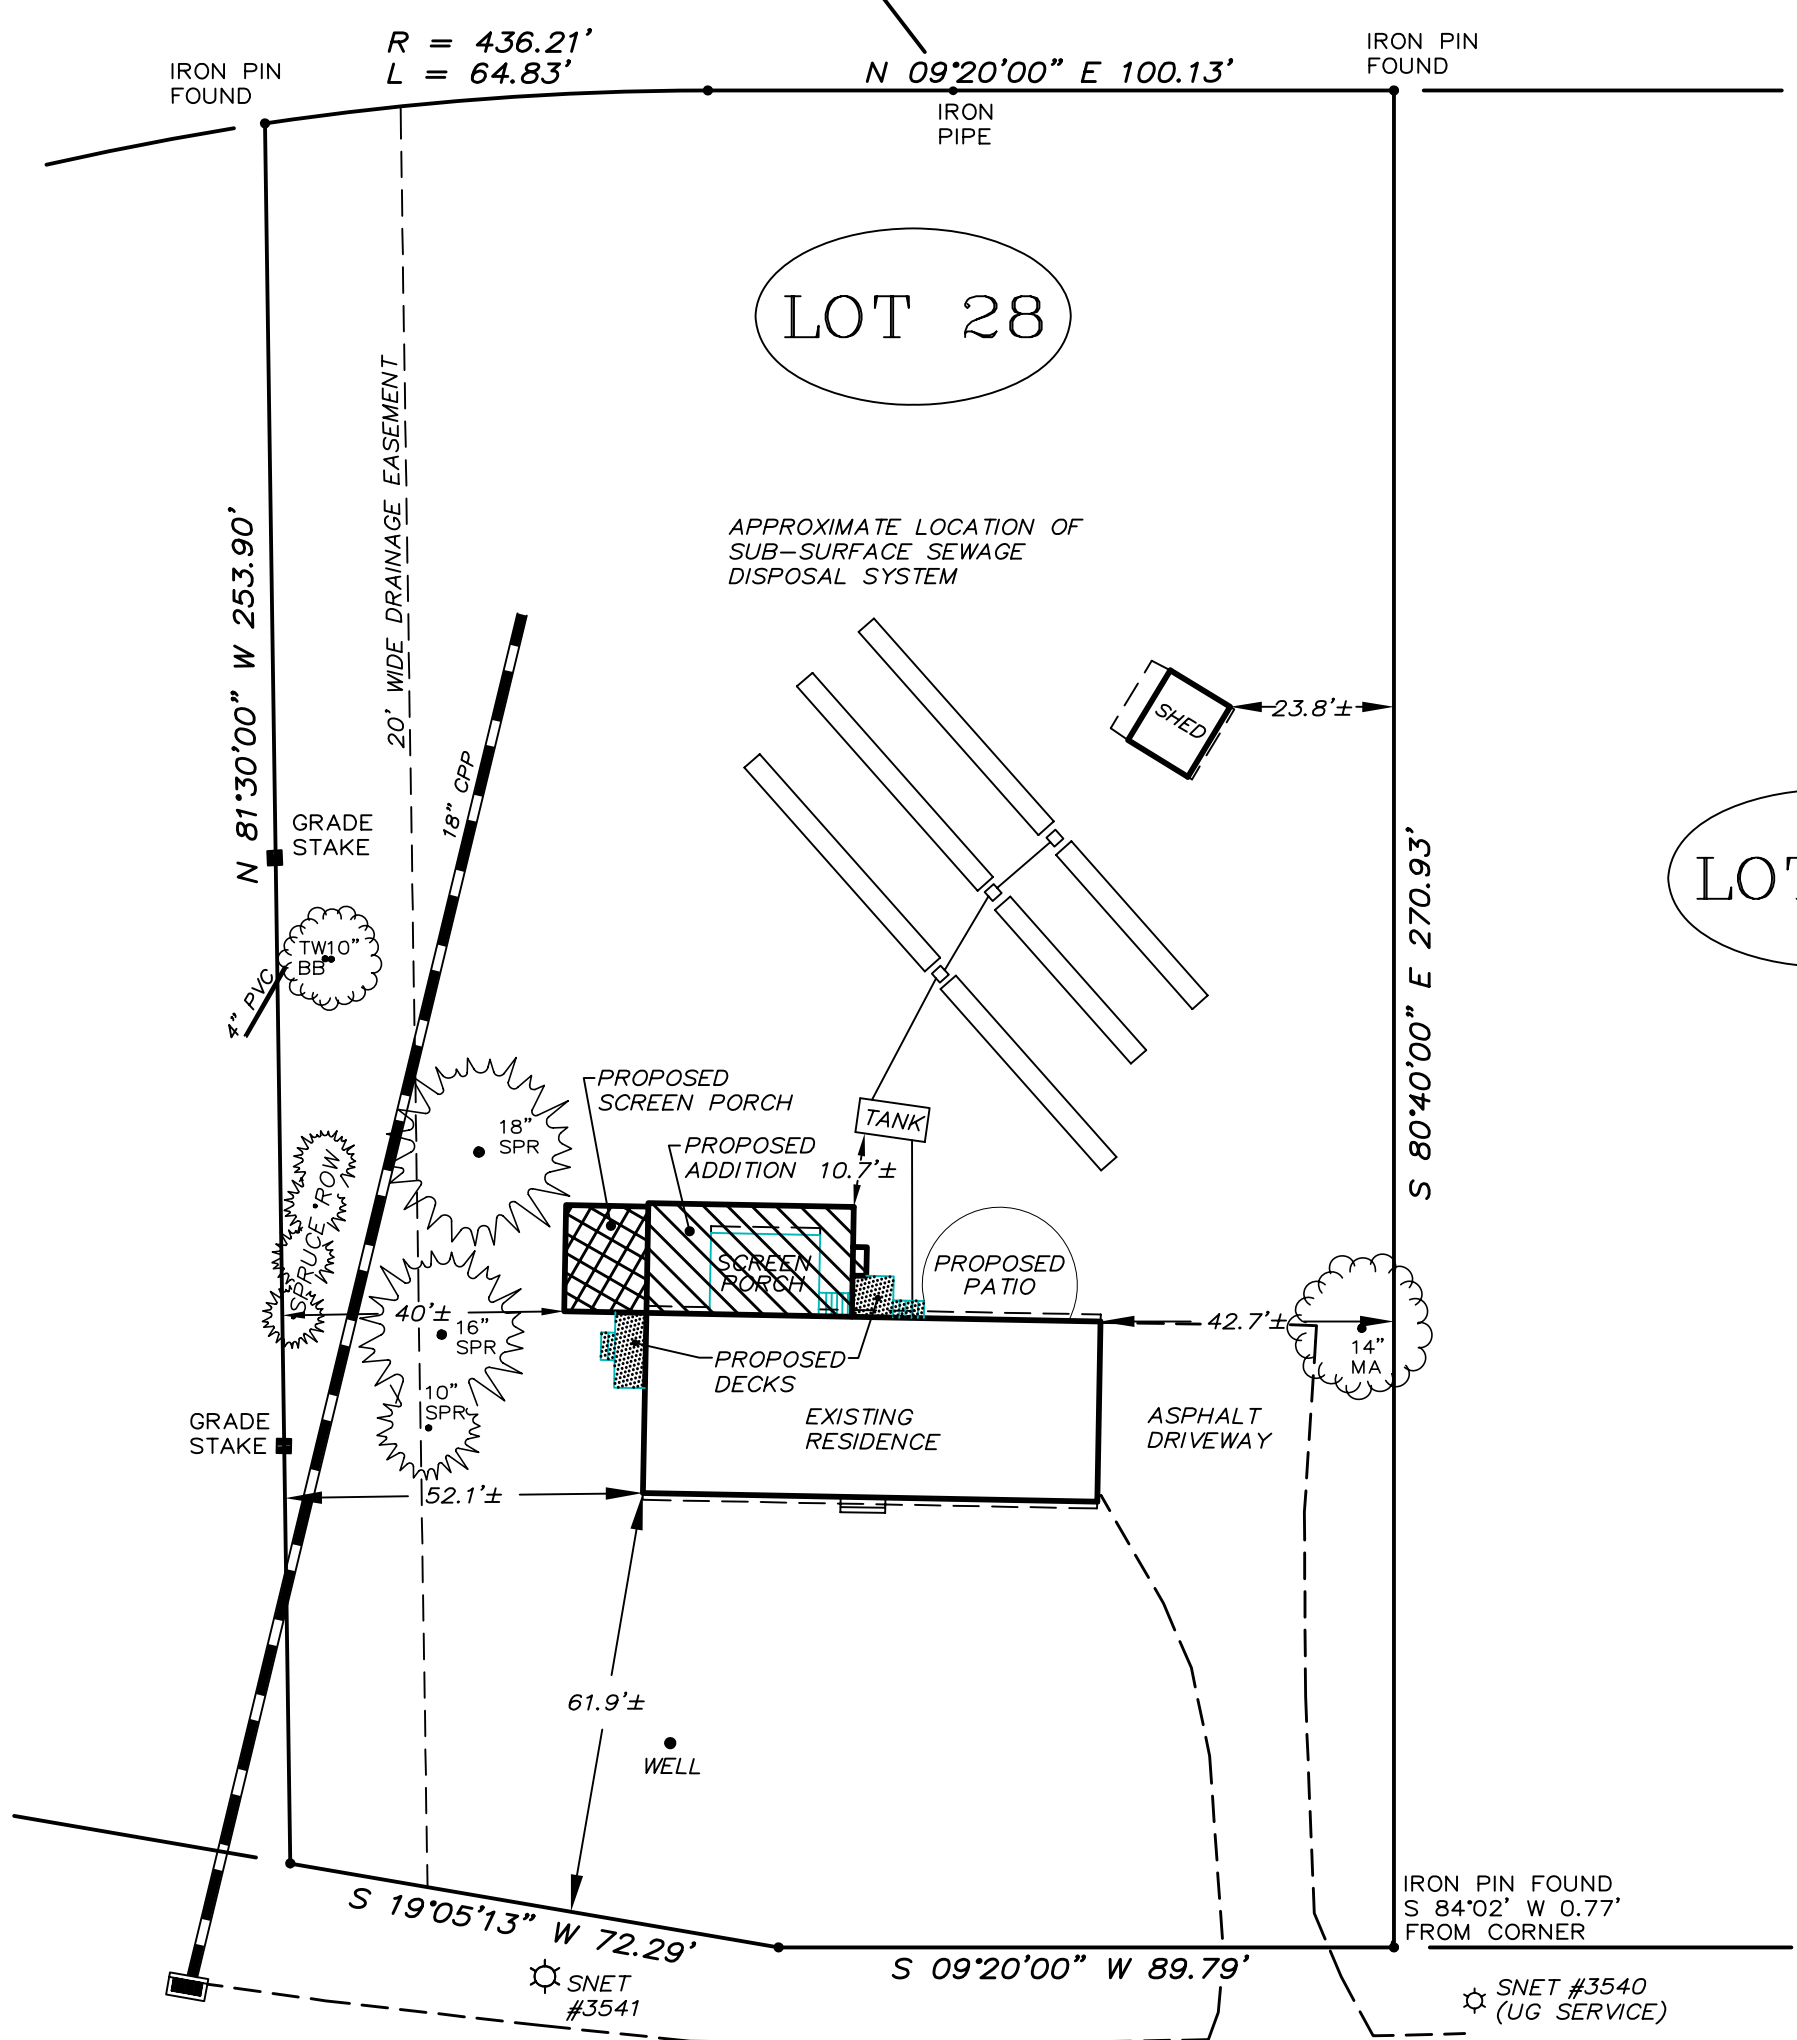 R = 436.21'
L = 64.83'
IRON PIN
FOUND
N 09°20'00" E 100.13'
IRON PIN
FOUND
IRON
PIPE
LOT 28
N 81°30'00" W 253.90'
20' WIDE DRAINAGE EASEMENT
APPROXIMATE LOCATION OF
SUB-SURFACE SEWAGE
DISPOSAL SYSTEM
SHED
23.8'±
18" CPP
GRADE
STAKE
S 80°40'00" E 270.93'
LOT
TW10"
BB
4" PVC
PROPOSED
SCREEN PORCH
TANK
18"
SPR
PROPOSED
ADDITION
10.7'±
SPRUCE ROW
SCREEN
PORCH
PROPOSED
PATIO
40'±
16"
SPR
42.7'±
14"
MA
PROPOSED
DECKS
10"
SPR
EXISTING
RESIDENCE
ASPHALT
DRIVEWAY
GRADE
STAKE
52.1'±
61.9'±
WELL
S 19°05'13" W 72.29'
IRON PIN FOUND
S 84°02' W 0.77'
FROM CORNER
S 09°20'00" W 89.79'
SNET
#3541
SNET #3540
(UG SERVICE)